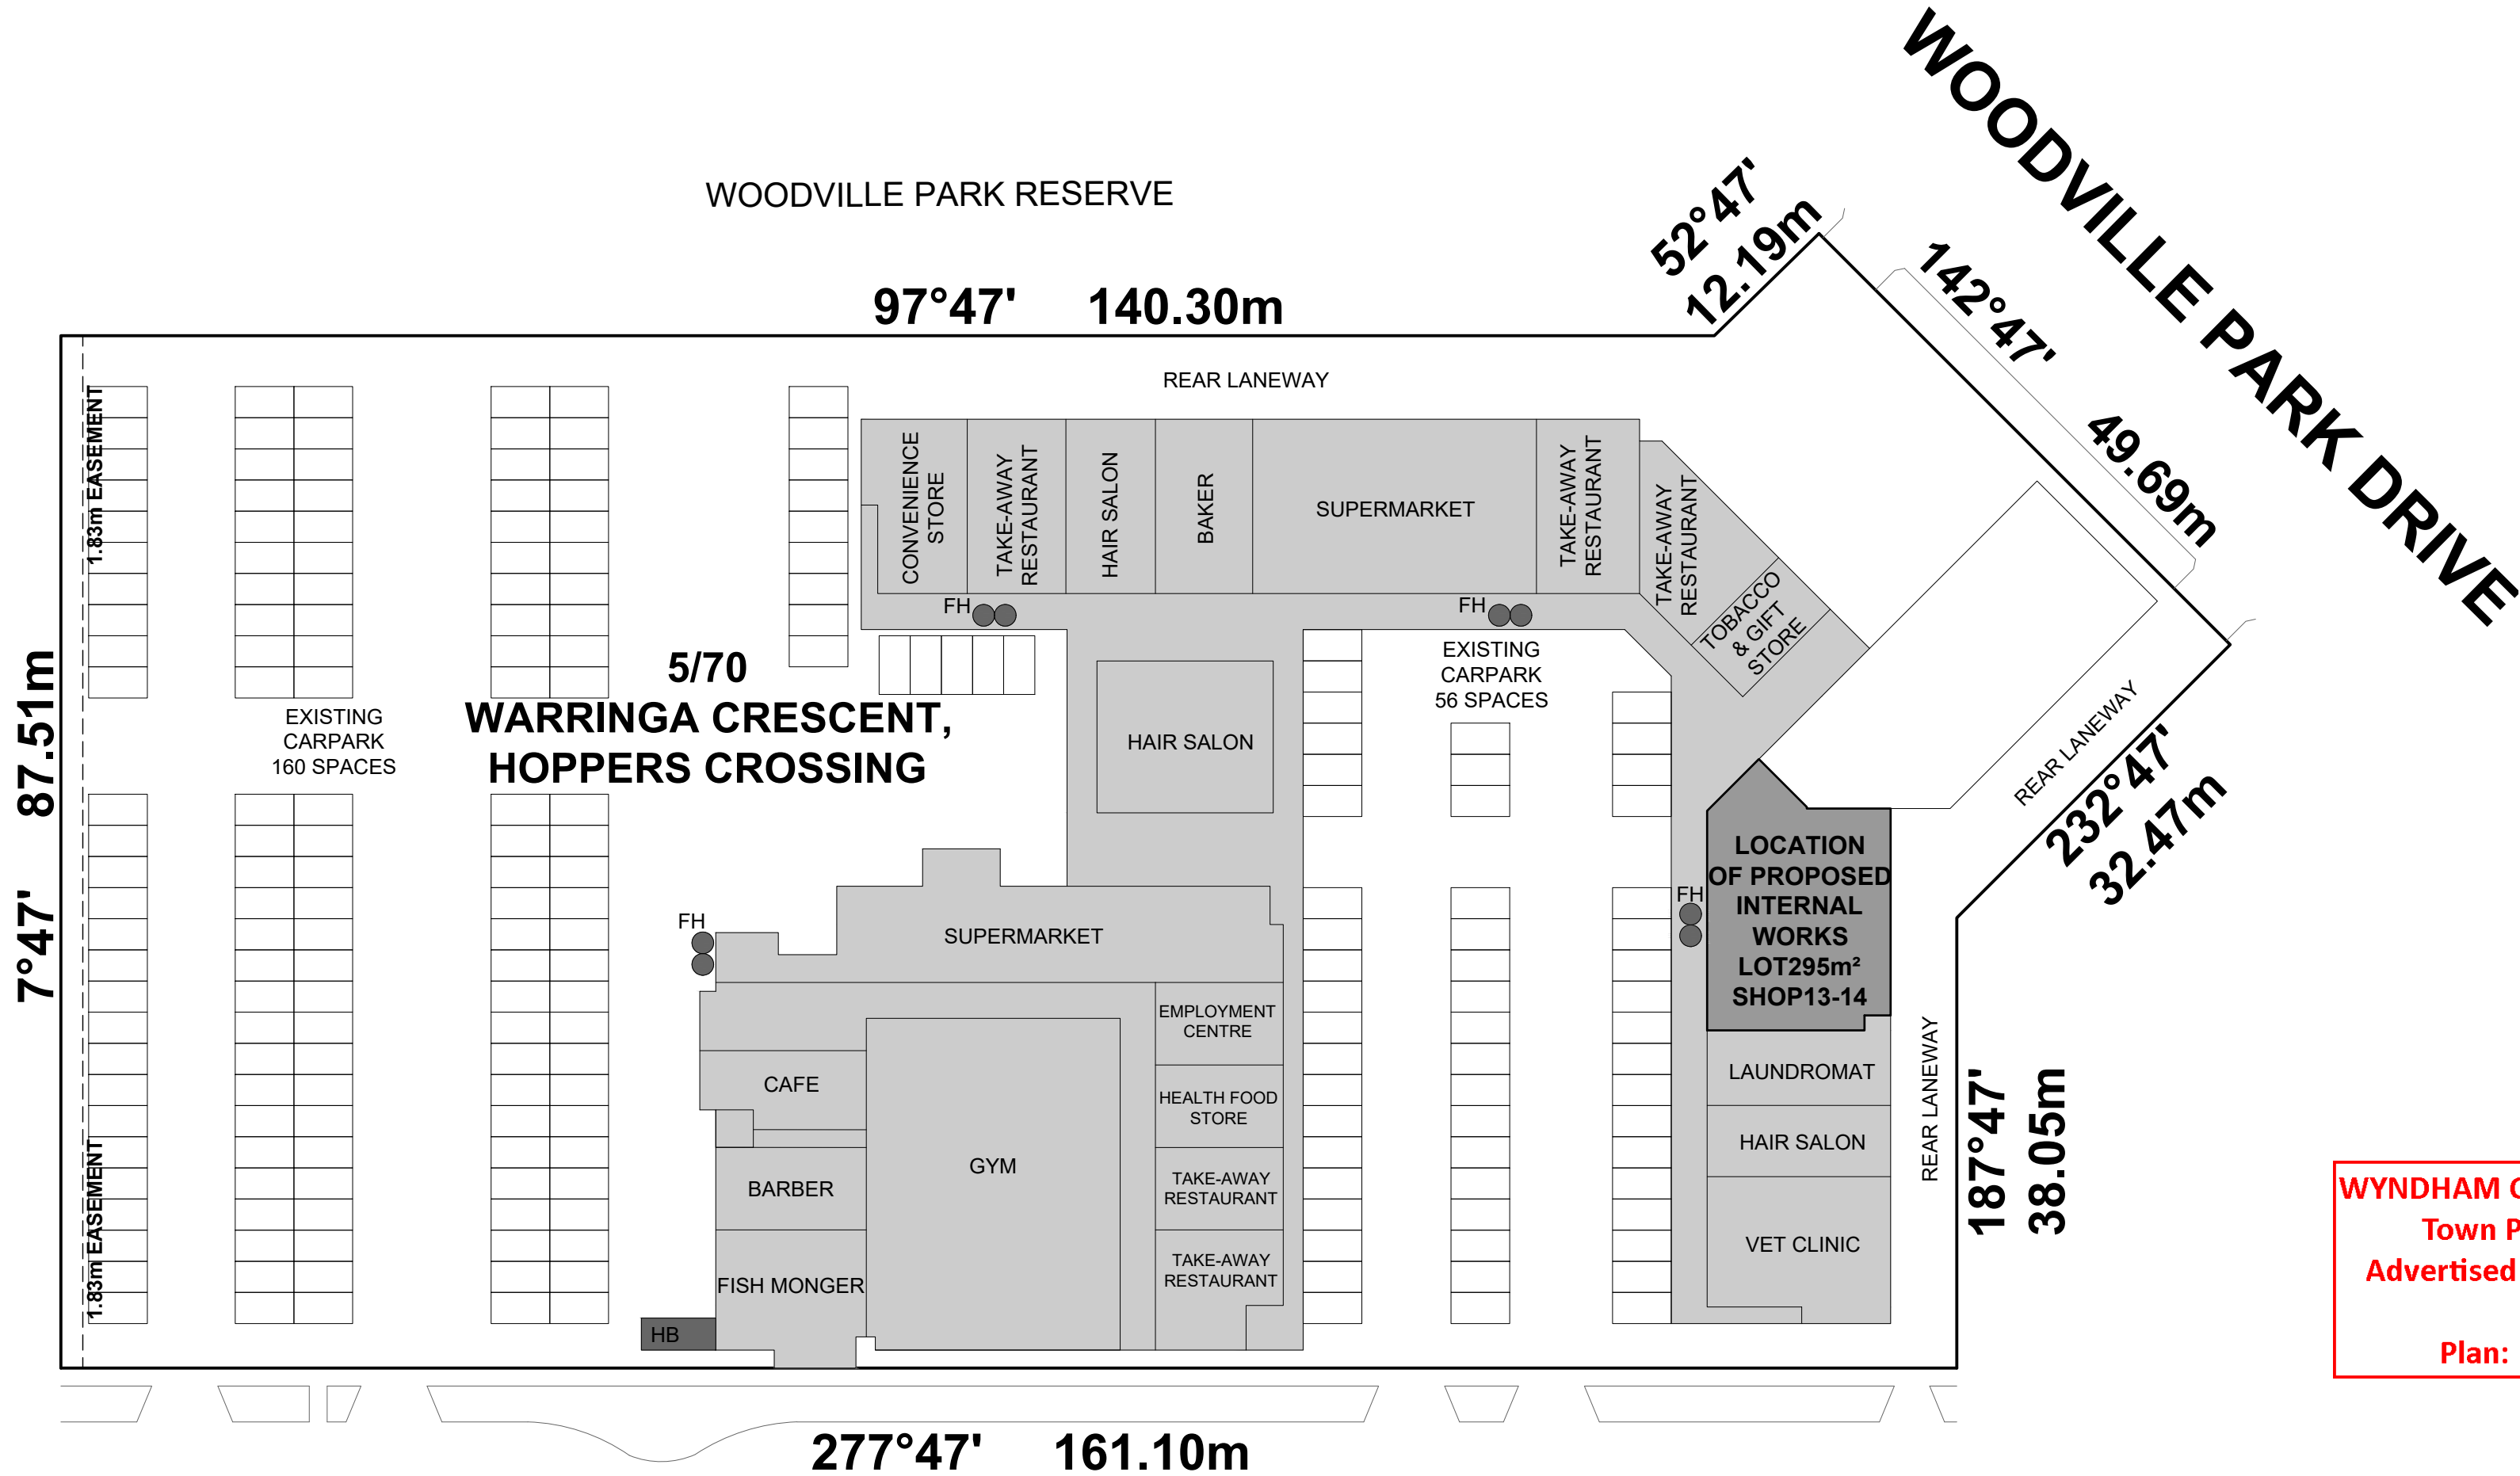 WOODVILLE PARK DRIVE
WOODVILLE PARK RESERVE
52°47'
12.19m
142°47' 49.69m
97°47' 140.30m
REAR LANEWAY
1.83m EASEMENT
CONVENIENCE
STORE
TAKE-AWAY
RESTAURANT
HAIR SALON
BAKER
SUPERMARKET
TAKE-AWAY
RESTAURANT
TAKE-AWAY
RESTAURANT
TOBACCO
& GIFT
STORE
FH
FH
5/70
WARRINGA CRESCENT,
HOPPERS CROSSING
EXISTING
CARPARK
160 SPACES
EXISTING
CARPARK
56 SPACES
HAIR SALON
REAR LANEWAY
232°47'
32.47m
7°47' 87.51m
LOCATION
OF PROPOSED
INTERNAL
WORKS
LOT295m²
SHOP13-14
FH
FH
SUPERMARKET
EMPLOYMENT
CENTRE
CAFE
HEALTH FOOD
STORE
GYM
BARBER
TAKE-AWAY
RESTAURANT
FISH MONGER
TAKE-AWAY
RESTAURANT
HB
LAUNDROMAT
HAIR SALON
VET CLINIC
REAR LANEWAY
187°47'
38.05m
1.83m EASEMENT
WYNDHAM
Town P
Advertised
Plan:
277°47' 161.10m